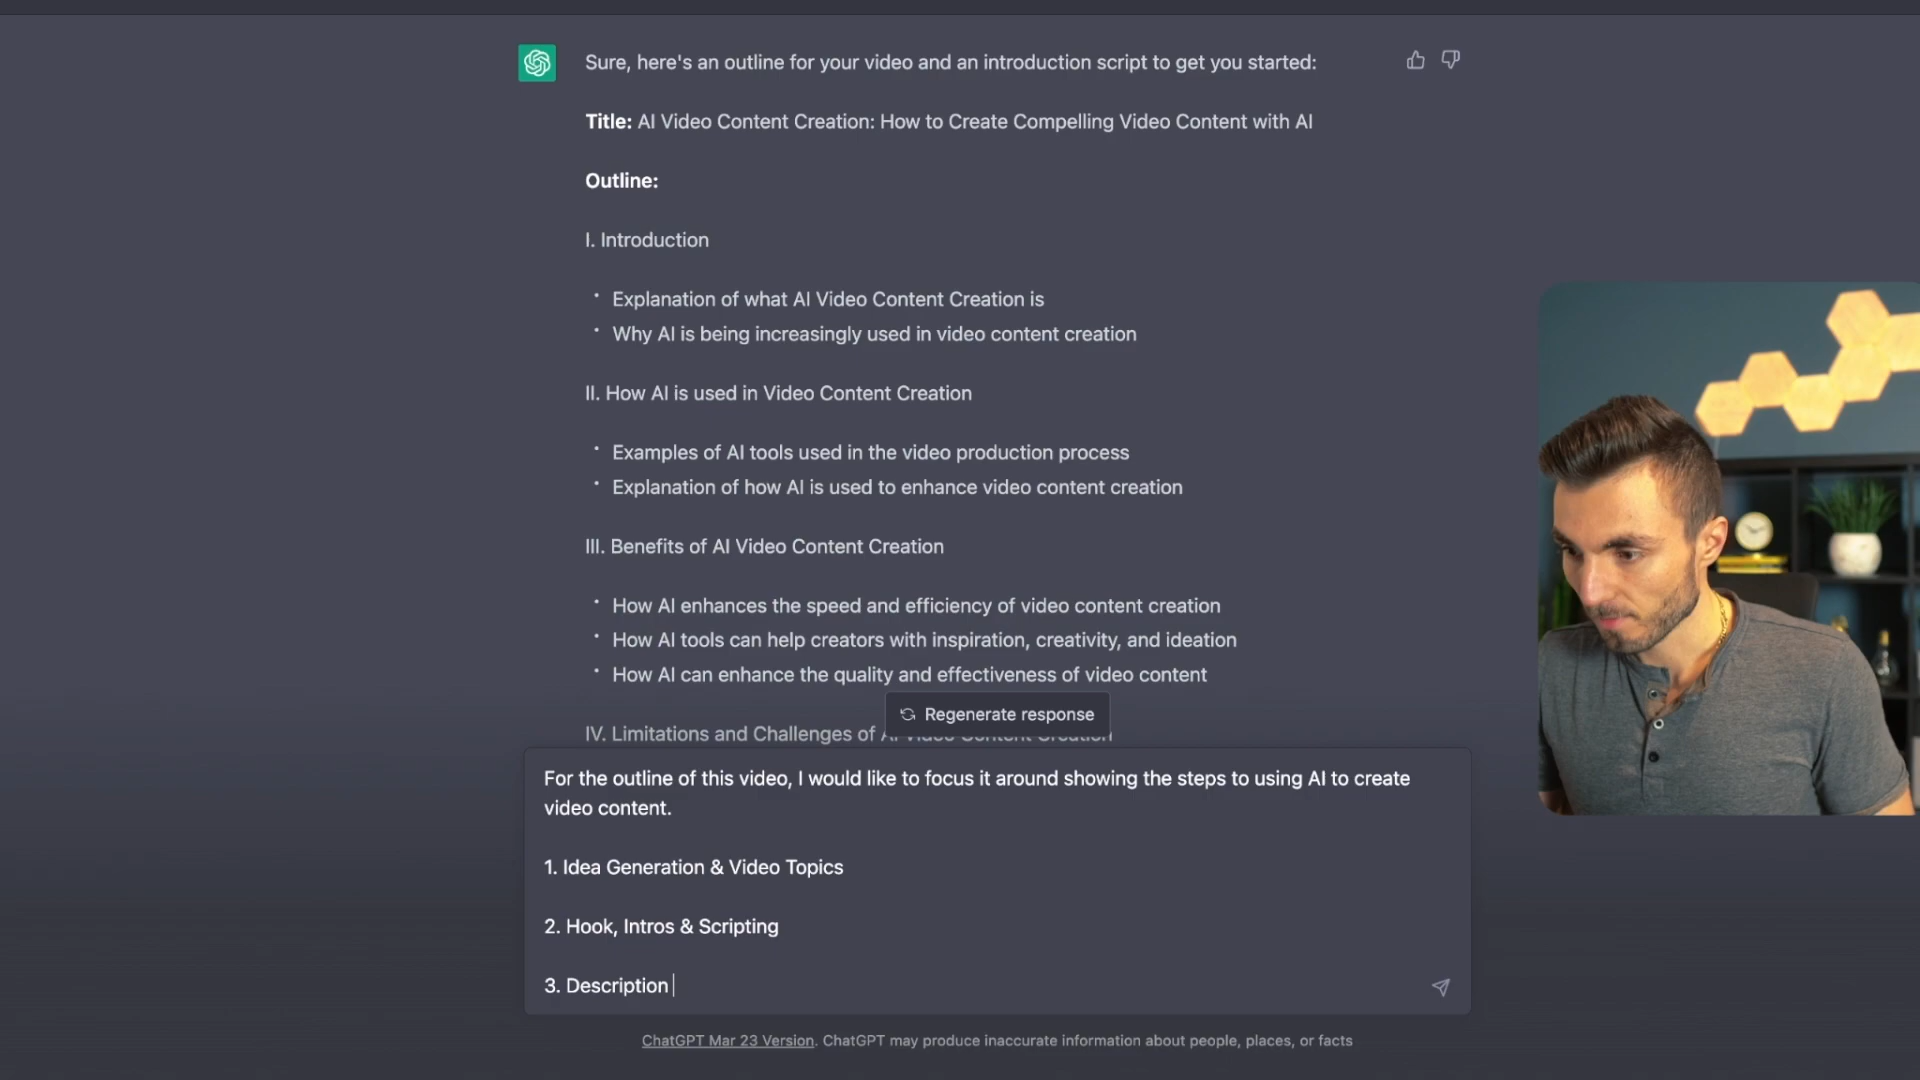 Sure, here's an outline for your video and an introduction script to get you started:
Title: AI Video Content Creation: How to Create Compelling Video Content with AI
Outline:
I. Introduction
• Explanation of what AI Video Content Creation is
• Why AI is being increasingly used in video content creation
II. How AI is used in Video Content Creation
• Examples of AI tools used in the video production process
• Explanation of how AI is used to enhance video content creation
III. Benefits of AI Video Content Creation
• How AI enhances the speed and efficiency of video content creation
• How AI tools can help creators with inspiration, creativity, and ideation
• How AI can enhance the quality and effectiveness of video content
Regenerate response
IV. Limitations and Challenges of AI Video Content Creation
For the outline of this video, I would like to focus it around showing the steps to using AI to create
video content.
1. Idea Generation & Video Topics
2. Hook, Intros & Scripting
3. Description
ChatGPT Mar 23 Version. ChatGPT may produce inaccurate information about people, places, or facts